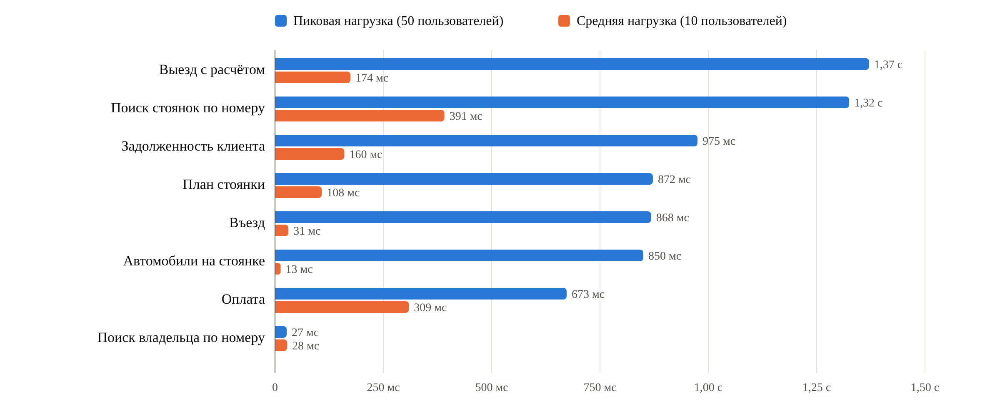 Пиковая нагрузка (50 пользователей) Средняя нагрузка (10 пользователей)
Выезд с расчётом
1,37 с
174 мс
Поиск стоянок по номеру
1,32 с
391 мс
Задолженность клиента
975 мс
160 мс
План стоянки
872 мс
108 мс
Въезд
868 мс
31 мс
Автомобили на стоянке
850 мс
13 мс
Оплата
673 мс
309 мс
Поиск владельца по номеру
27 мс
28 мс
0 250 мс 500 мс 750 мс 1,00 с 1,25 с 1,50 с